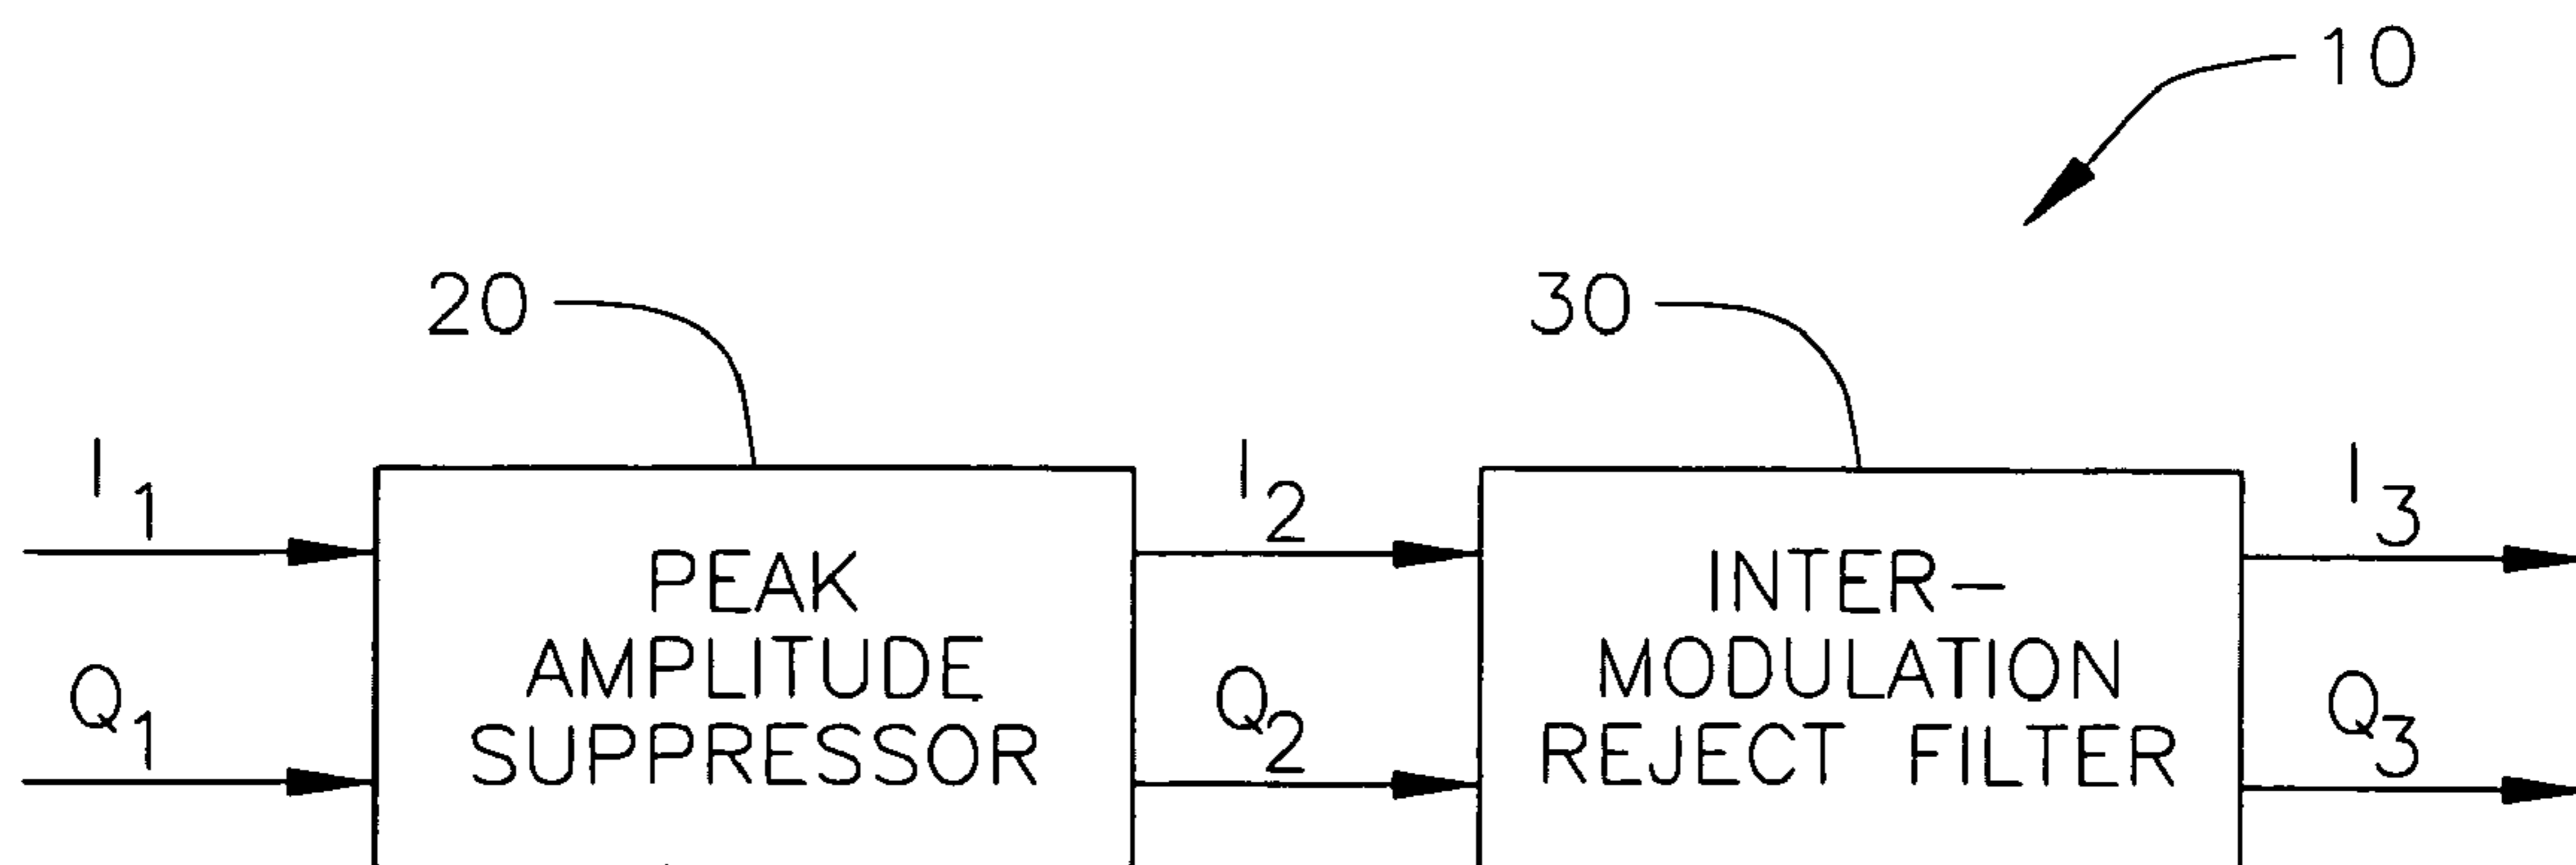 10
20
30
I1
I2
I3
PEAK
AMPLITUDE
SUPPRESSOR
INTER-
MODULATION
REJECT FILTER
Q1
Q2
Q3